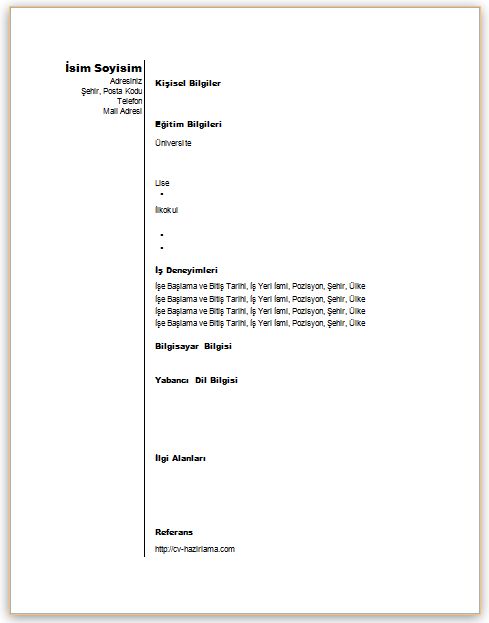 İsim Soyisim
Adresiniz
Şehir, Posta Kodu
Telefon
Mail Adresi
Kişisel Bilgiler
Eğitim Bilgileri
Üniversite
Lise
•
İlkokul
•
•
İş Deneyimleri
İşe Başlama ve Bitiş Tarihi, İş Yeri İsmi, Pozisyon, Şehir, Ülke
İşe Başlama ve Bitiş Tarihi, İş Yeri İsmi, Pozisyon, Şehir, Ülke
İşe Başlama ve Bitiş Tarihi, İş Yeri İsmi, Pozisyon, Şehir, Ülke
İşe Başlama ve Bitiş Tarihi, İş Yeri İsmi, Pozisyon, Şehir, Ülke
Bilgisayar Bilgisi
Yabancı Dil Bilgisi
İlgi Alanları
Referans
http://cv-hazirlama.com